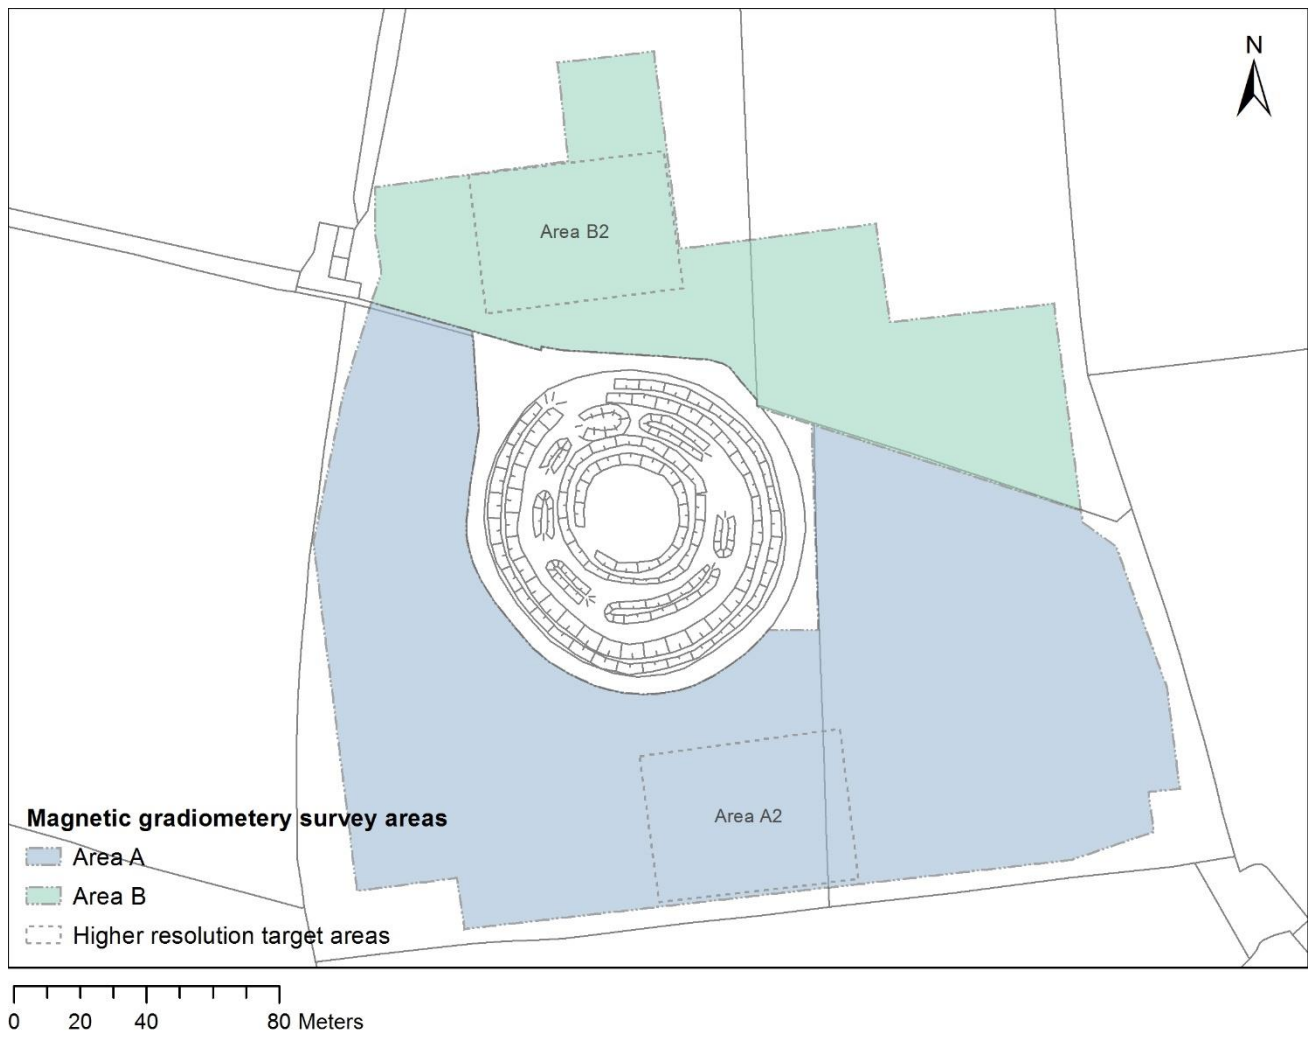 N
Area B2
Area A2
Magnetic gradiometery survey areas
Area A
Area B
Higher resolution target areas
0 20 40 80 Meters